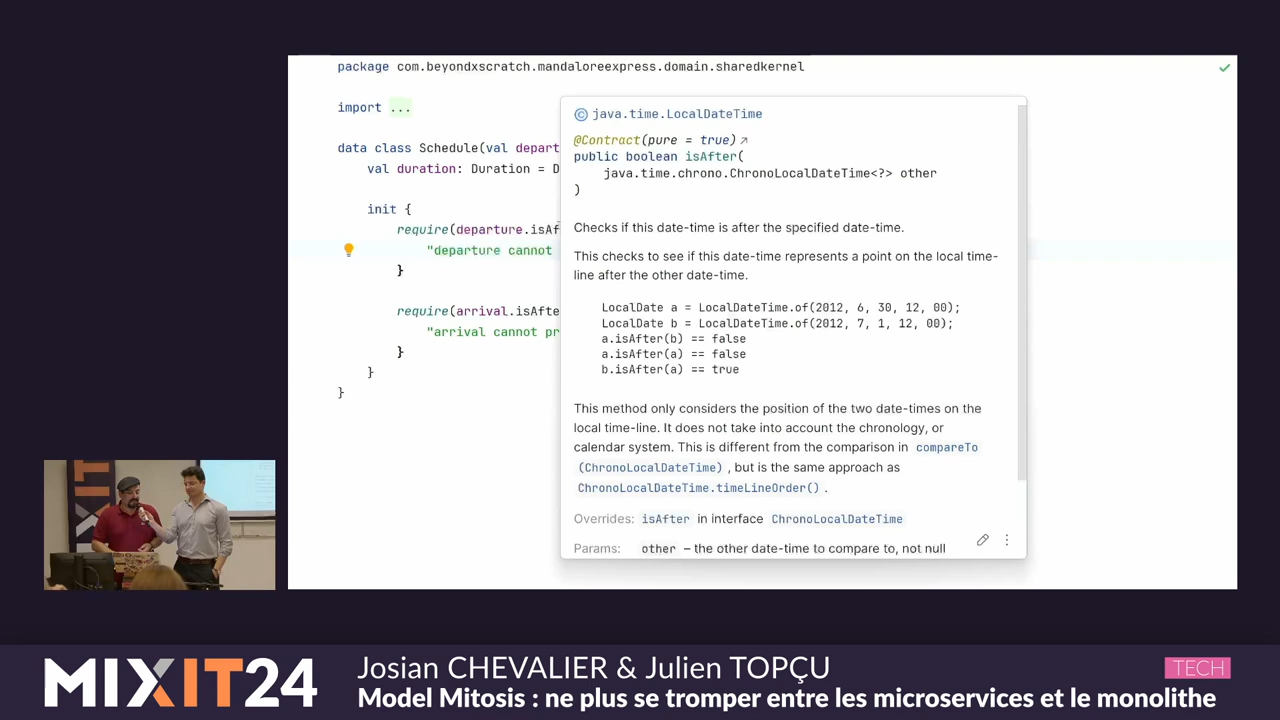 package com.beyondxscratch.mandaloreexpress.domain.sharedkernel
import ...
data class Schedule(val depart
val duration: Duration = D
init {
require(departure.isAf
"departure cannot
}
require(arrival.isAfte
"arrival cannot pr
}
}
}
java.time.LocalDateTime
@Contract(pure = true)↗
public boolean isAfter(
java.time.chrono.ChronoLocalDateTime<?> other
)
Checks if this date-time is after the specified date-time.
This checks to see if this date-time represents a point on the local time-
line after the other date-time.
LocalDate a = LocalDateTime.of(2012, 6, 30, 12, 00);
LocalDate b = LocalDateTime.of(2012, 7, 1, 12, 00);
a.isAfter(b) == false
a.isAfter(a) == false
b.isAfter(a) == true
This method only considers the position of the two date-times on the
local time-line. It does not take into account the chronology, or
calendar system. This is different from the comparison in compareTo
(ChronoLocalDateTime), but is the same approach as
ChronoLocalDateTime.timeLineOrder().
Overrides: isAfter in interface ChronoLocalDateTime
Params: other – the other date-time to compare to, not null
MIXIT
MIXIT24
Josian CHEVALIER & Julien TOPÇU
TECH
Model Mitosis : ne plus se tromper entre les microservices et le monolithe